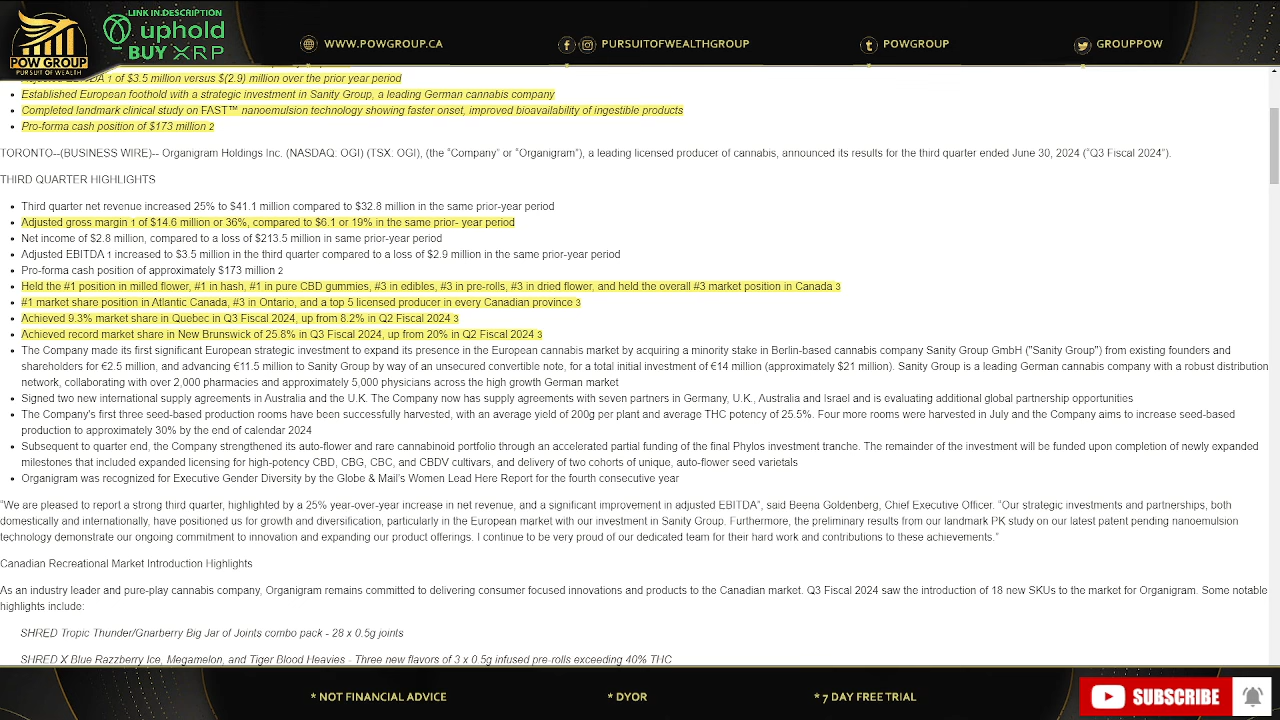 LINK IN DESCRIPTION
uphold
BUY XRP
POW GROUP
PURSUIT OF WEALTH
WWW.POWGROUP.CA
PURSUITOFWEALTHGROUP
POWGROUP
GROUPPOW
Adjusted EBITDA 1 of $3.5 million versus $(2.9) million over the prior year period
Established European foothold with a strategic investment in Sanity Group, a leading German cannabis company
Completed landmark clinical study on FAST™ nanoemulsion technology showing faster onset, improved bioavailability of ingestible products
Pro-forma cash position of $173 million 2
TORONTO--(BUSINESS WIRE)-- Organigram Holdings Inc. (NASDAQ: OGI) (TSX: OGI), (the "Company" or "Organigram"), a leading licensed producer of cannabis, announced its results for the third quarter ended June 30, 2024 ("Q3 Fiscal 2024").
THIRD QUARTER HIGHLIGHTS
Third quarter net revenue increased 25% to $41.1 million compared to $32.8 million in the same prior-year period
Adjusted gross margin 1 of $14.6 million or 36%, compared to $6.1 or 19% in the same prior- year period
Net income of $2.8 million, compared to a loss of $213.5 million in same prior-year period
Adjusted EBITDA 1 increased to $3.5 million in the third quarter compared to a loss of $2.9 million in the same prior-year period
Pro-forma cash position of approximately $173 million 2
Held the #1 position in milled flower, #1 in hash, #1 in pure CBD gummies, #3 in edibles, #3 in pre-rolls, #3 in dried flower, and held the overall #3 market position in Canada 3
#1 market share position in Atlantic Canada, #3 in Ontario, and a top 5 licensed producer in every Canadian province 3
Achieved 9.3% market share in Quebec in Q3 Fiscal 2024, up from 8.2% in Q2 Fiscal 2024 3
Achieved record market share in New Brunswick of 25.8% in Q3 Fiscal 2024, up from 20% in Q2 Fiscal 2024 3
The Company made its first significant European strategic investment to expand its presence in the European cannabis market by acquiring a minority stake in Berlin-based cannabis company Sanity Group GmbH ("Sanity Group") from existing founders and
shareholders for €2.5 million, and advancing €11.5 million to Sanity Group by way of an unsecured convertible note, for a total initial investment of €14 million (approximately $21 million). Sanity Group is a leading German cannabis company with a robust distribution
network, collaborating with over 2,000 pharmacies and approximately 5,000 physicians across the high growth German market
Signed two new international supply agreements in Australia and the U.K. The Company now has supply agreements with seven partners in Germany, U.K., Australia and Israel and is evaluating additional global partnership opportunities
The Company's first three seed-based production rooms have been successfully harvested, with an average yield of 200g per plant and average THC potency of 25.5%. Four more rooms were harvested in July and the Company aims to increase seed-based
production to approximately 30% by the end of calendar 2024
Subsequent to quarter end, the Company strengthened its auto-flower and rare cannabinoid portfolio through an accelerated partial funding of the final Phylos investment tranche. The remainder of the investment will be funded upon completion of newly expanded
milestones that included expanded licensing for high-potency CBD, CBG, CBC, and CBDV cultivars, and delivery of two cohorts of unique, auto-flower seed varietals
Organigram was recognized for Executive Gender Diversity by the Globe & Mail's Women Lead Here Report for the fourth consecutive year
"We are pleased to report a strong third quarter, highlighted by a 25% year-over-year increase in net revenue, and a significant improvement in adjusted EBITDA", said Beena Goldenberg, Chief Executive Officer. "Our strategic investments and partnerships, both
domestically and internationally, have positioned us for growth and diversification, particularly in the European market with our investment in Sanity Group. Furthermore, the preliminary results from our landmark PK study on our latest patent pending nanoemulsion
technology demonstrate our ongoing commitment to innovation and expanding our product offerings. I continue to be very proud of our dedicated team for their hard work and contributions to these achievements."
Canadian Recreational Market Introduction Highlights
As an industry leader and pure-play cannabis company, Organigram remains committed to delivering consumer focused innovations and products to the Canadian market. Q3 Fiscal 2024 saw the introduction of 18 new SKUs to the market for Organigram. Some notable
highlights include:
SHRED Tropic Thunder/Gnarberry Big Jar of Joints combo pack - 28 x 0.5g joints
SHRED X Blue Razzberry Ice, Megamelon, and Tiger Blood Heavies - Three new flavors of 3 x 0.5g infused pre-rolls exceeding 40% THC
* NOT FINANCIAL ADVICE
* DYOR
* 7 DAY FREE TRIAL
SUBSCRIBE